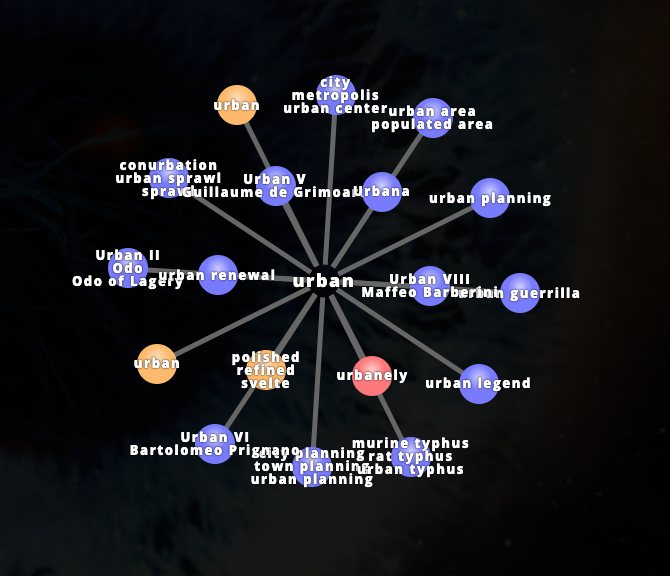 city
metropolis
urban center
urban
urban area
populated area
conurbation
urban sprawl
sprawl
Urban V
Guillaume de Grimoard
Urbana
urban planning
Urban II
Odo
Odo of Lagery
urban renewal
urban
Urban VIII
Maffeo Barberini
urban guerrilla
urban
polished
refined
svelte
urbanely
urban legend
Urban VI
Bartolomeo Prignano
city planning
town planning
urban planning
murine typhus
rat typhus
urban typhus